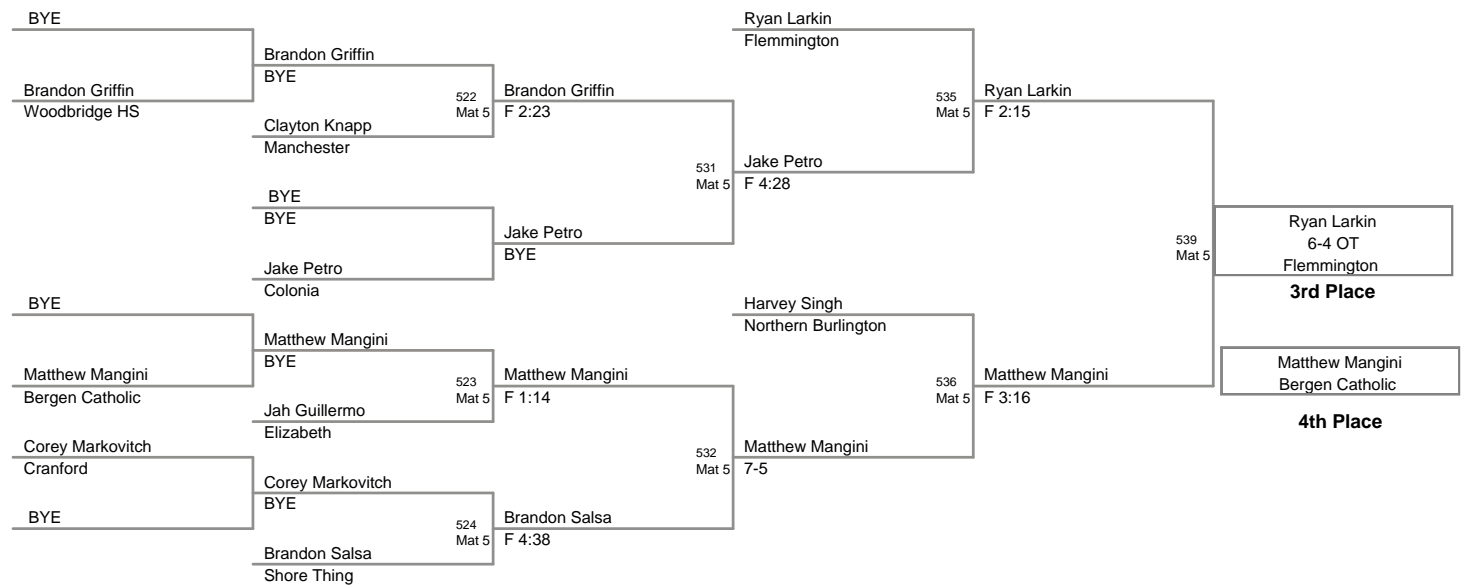 BYE
Brandon Griffin
Woodbridge HS
BYE
Matthew Mangini
Bergen Catholic
Corey Markovitch
Cranford
BYE
Brandon Griffin
BYE
Clayton Knapp
Manchester
BYE
BYE
Jake Petro
Colonia
Matthew Mangini
BYE
Jah Guillermo
Elizabeth
Corey Markovitch
BYE
Brandon Salsa
Shore Thing
522
Mat 5
Brandon Griffin
F 2:23
Jake Petro
BYE
523
Mat 5
Matthew Mangini
F 1:14
524
Mat 5
Brandon Salsa
F 4:38
Ryan Larkin
Flemmington
531
Mat 5
Jake Petro
F 4:28
Harvey Singh
Northern Burlington
532
Mat 5
Matthew Mangini
7-5
535
Mat 5
Ryan Larkin
F 2:15
536
Mat 5
Matthew Mangini
F 3:16
539
Mat 5
Ryan Larkin
6-4 OT
Flemmington
3rd Place
Matthew Mangini
Bergen Catholic
4th Place